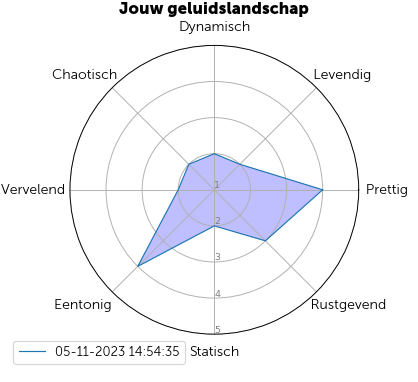 Jouw geluidslandschap
Dynamisch
Chaotisch
Levendig
Vervelend
1
Prettig
2
3
Eentonig
4
Rustgevend
5
05-11-2023 14:54:35
Statisch